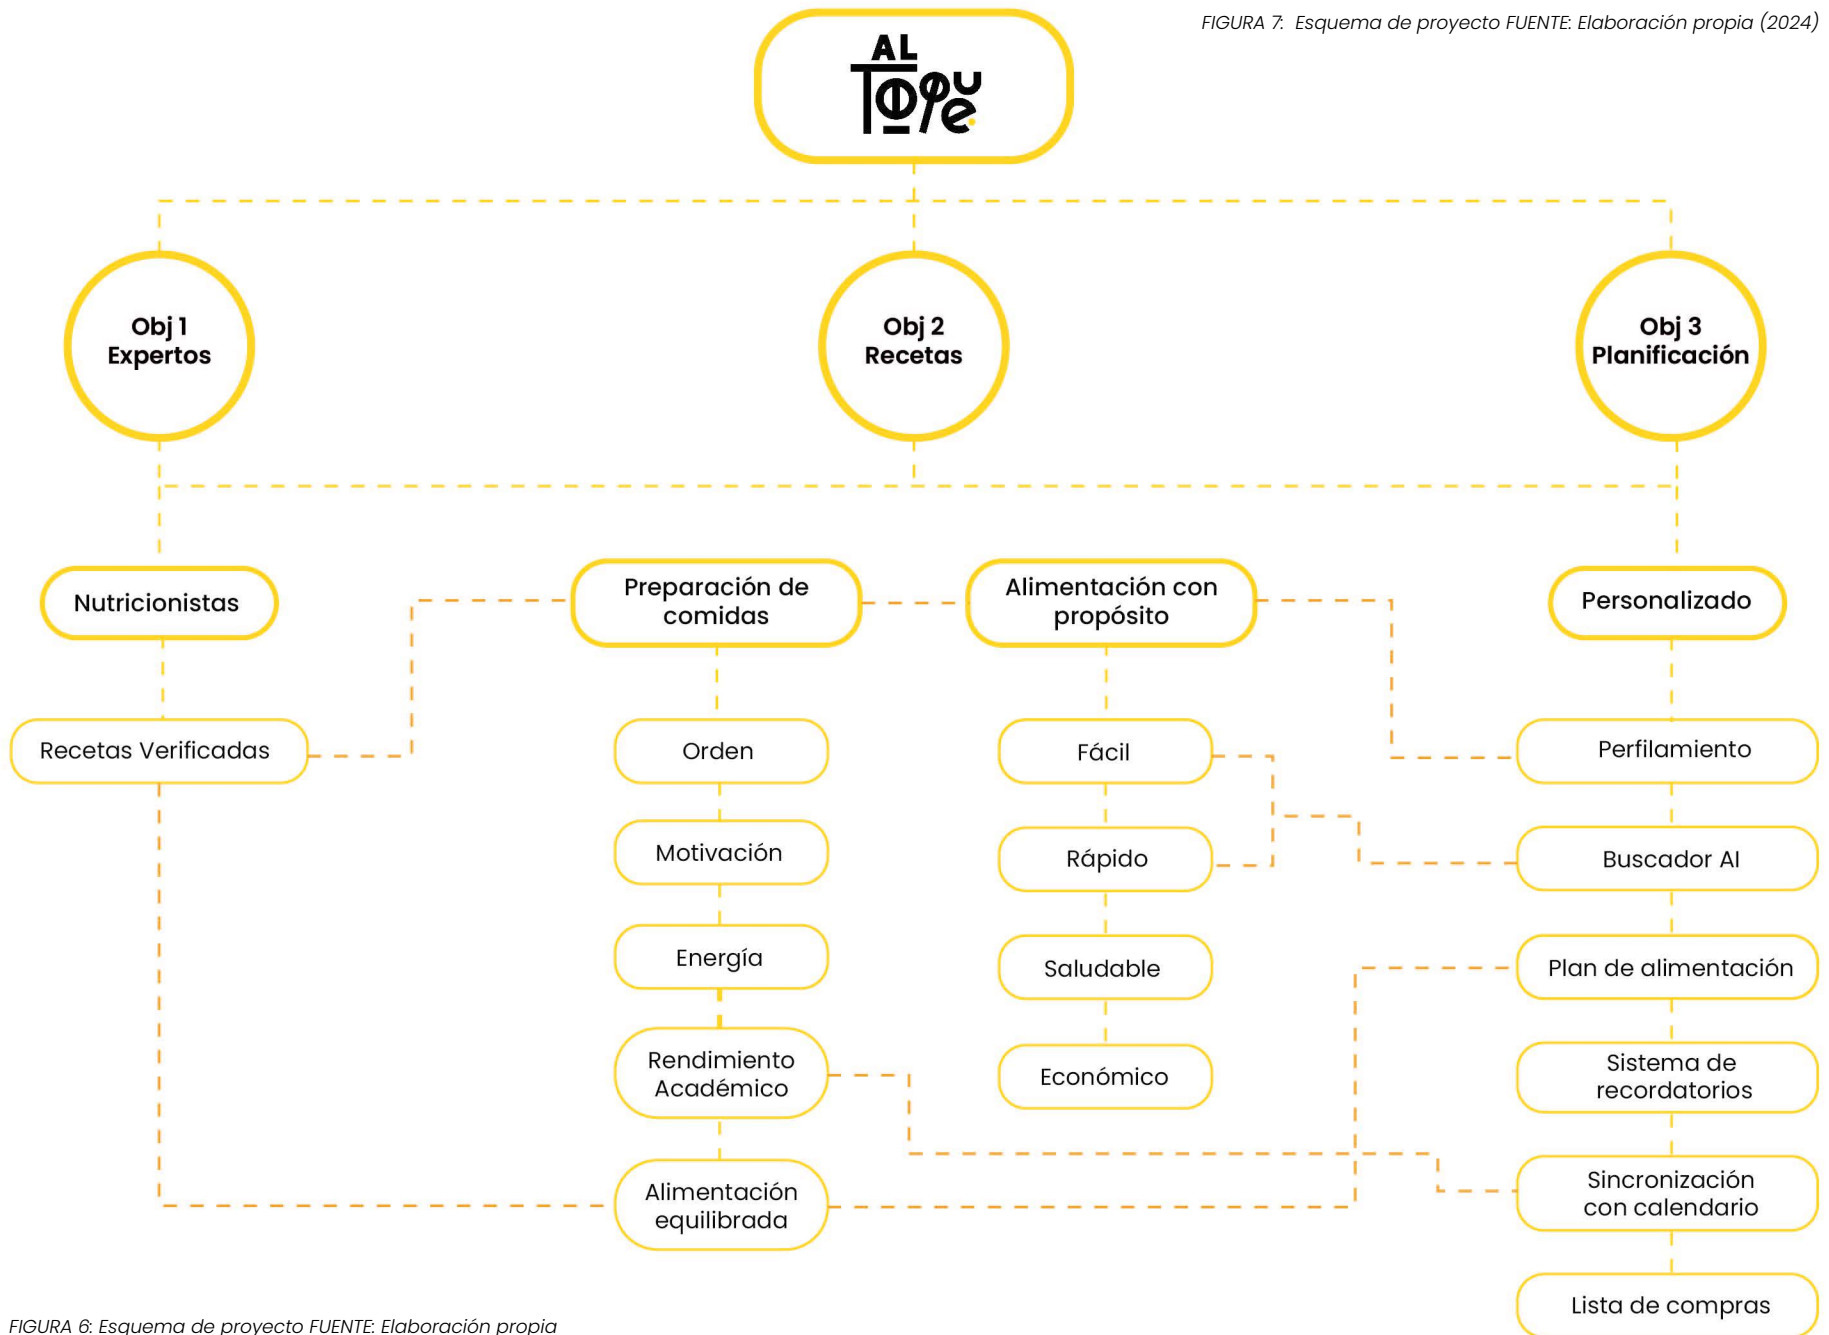 FIGURA 7: Esquema de proyecto FUENTE: Elaboración propia (2024)
AL
TOPE
Obj 1
Expertos
Obj 2
Recetas
Obj 3
Planificación
Nutricionistas
Preparación de
comidas
Alimentación con
propósito
Personalizado
Recetas Verificadas
Orden
Motivación
Energía
Rendimiento
Académico
Alimentación
equilibrada
Fácil
Rápido
Saludable
Económico
Perfilamiento
Buscador AI
Plan de alimentación
Sistema de
recordatorios
Sincronización
con calendario
Lista de compras
FIGURA 6: Esquema de proyecto FUENTE: Elaboración propia